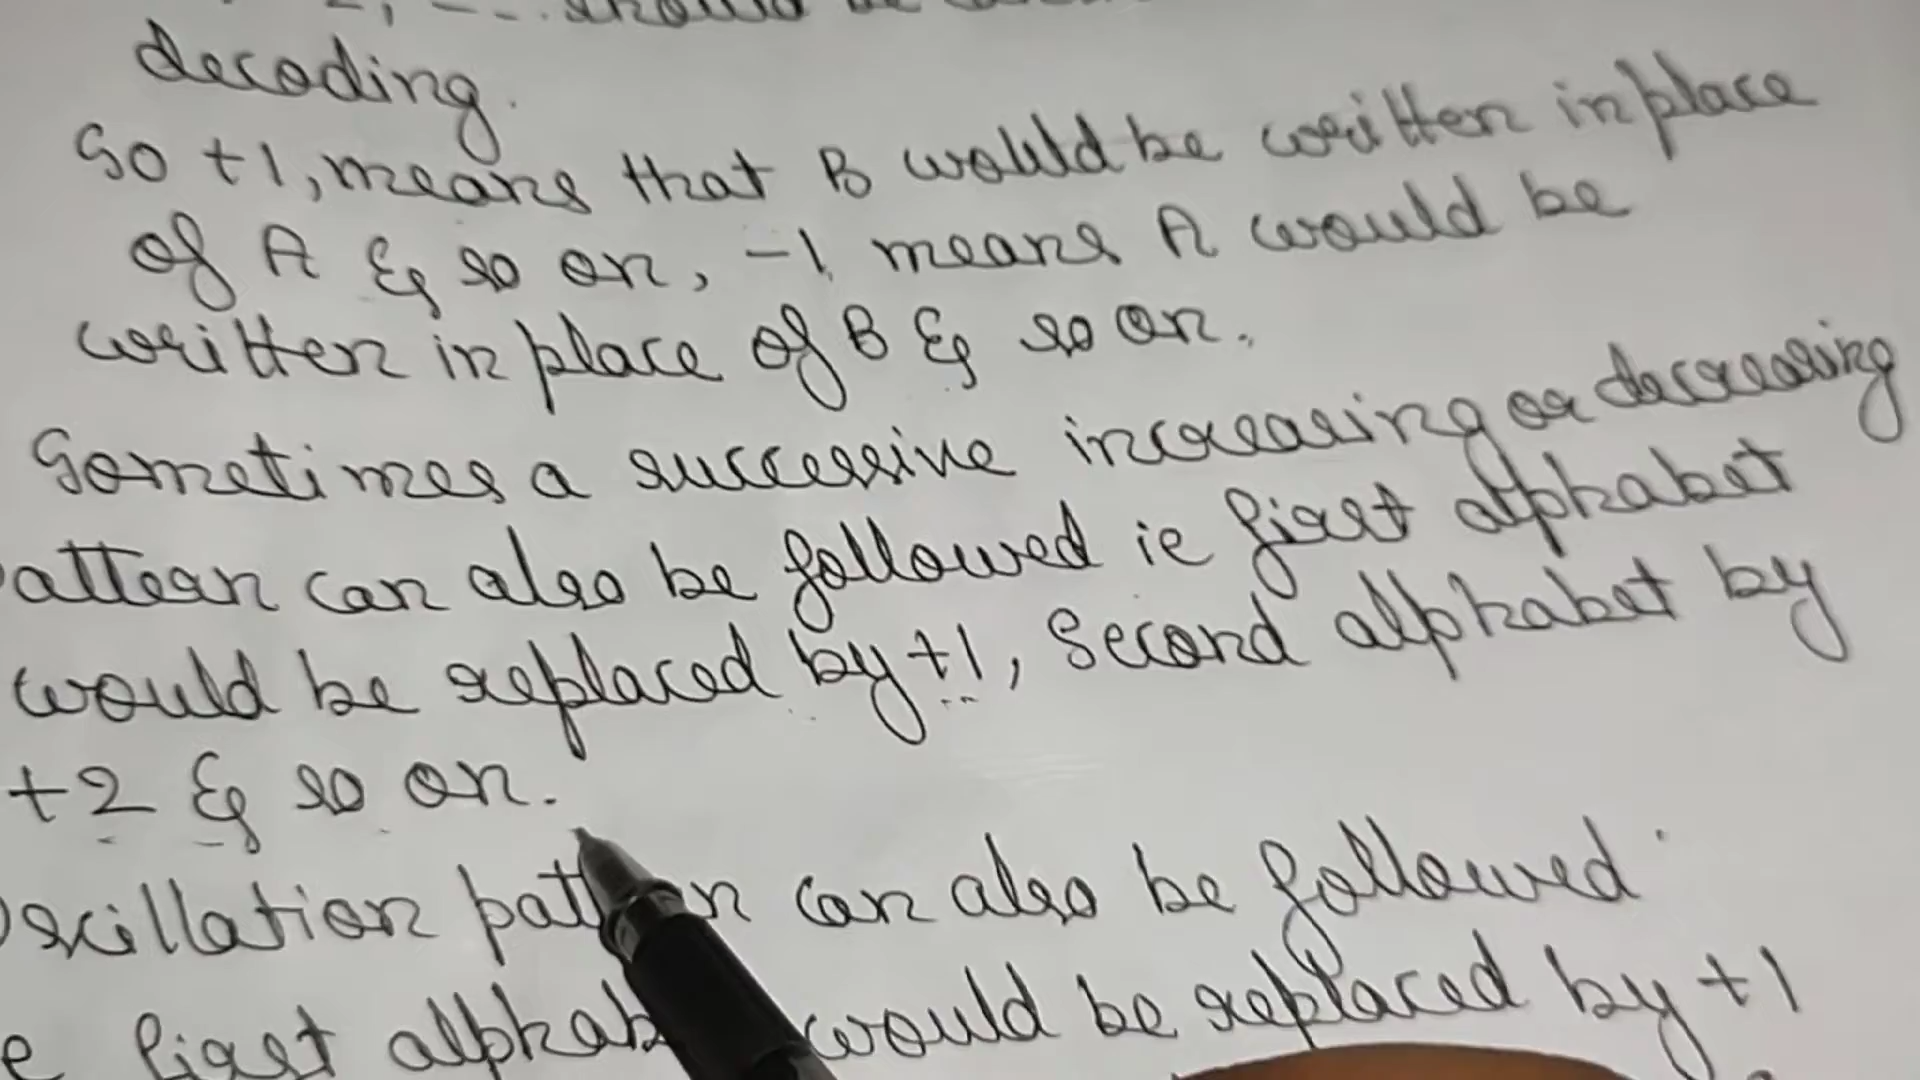 decoding.
So +1, means that B would be written in place
of A & so on, -1 means A would be
written in place of B & so on.
Sometimes a successive increasing or decreasing
pattern can also be followed ie first alphabet
would be replaced by +1, Second alphabet by
+2 & so on.
Oscillation pattern can also be followed
first alphabet would be replaced by +1